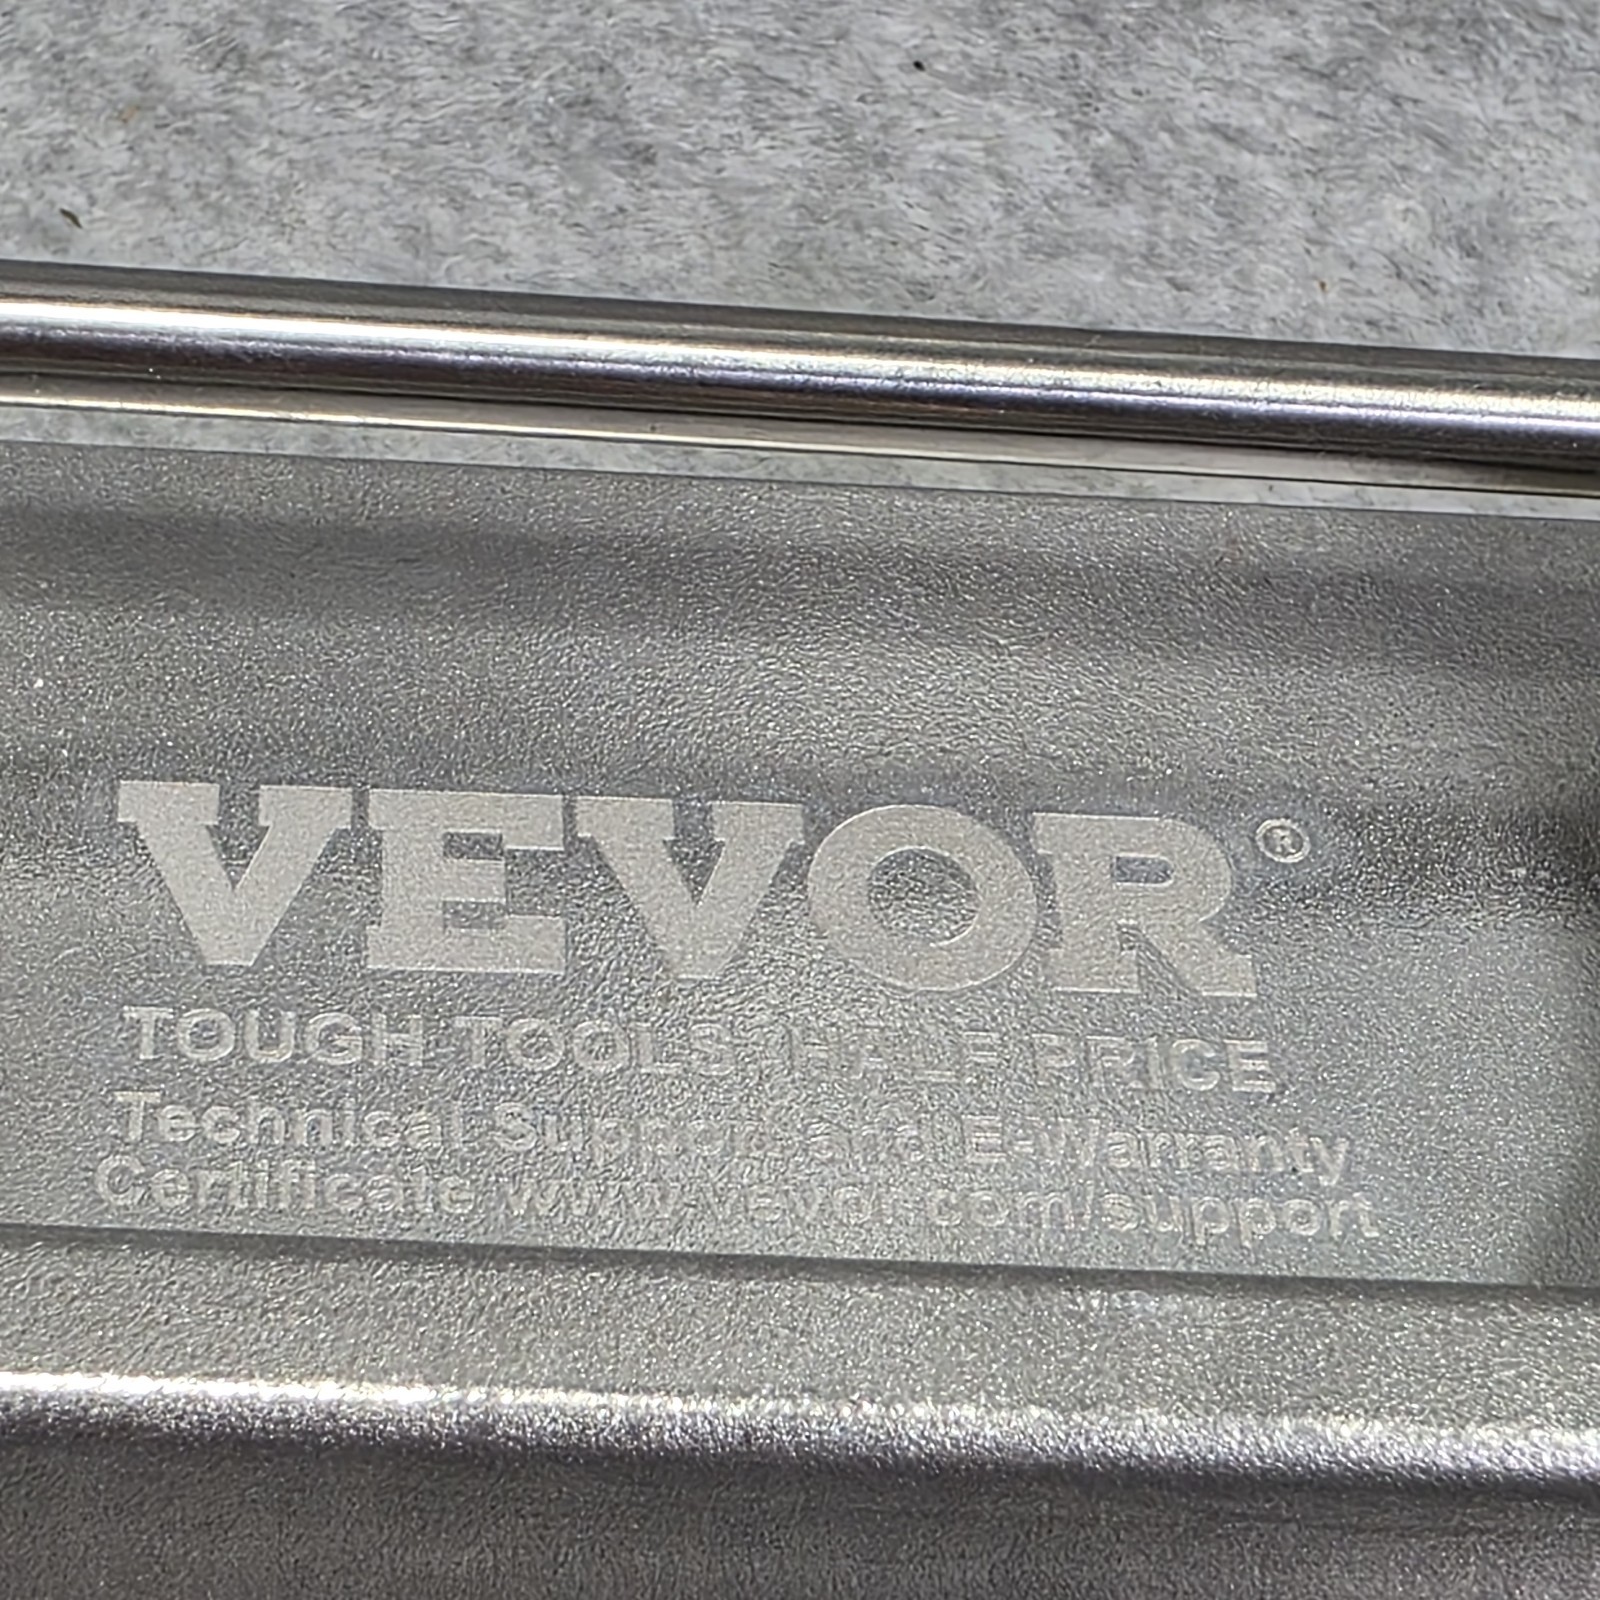 VEVOR®
TOUGH TOOLS, HALF PRICE
Technical Support and E-Warranty
Certificate www.vevor.com/support